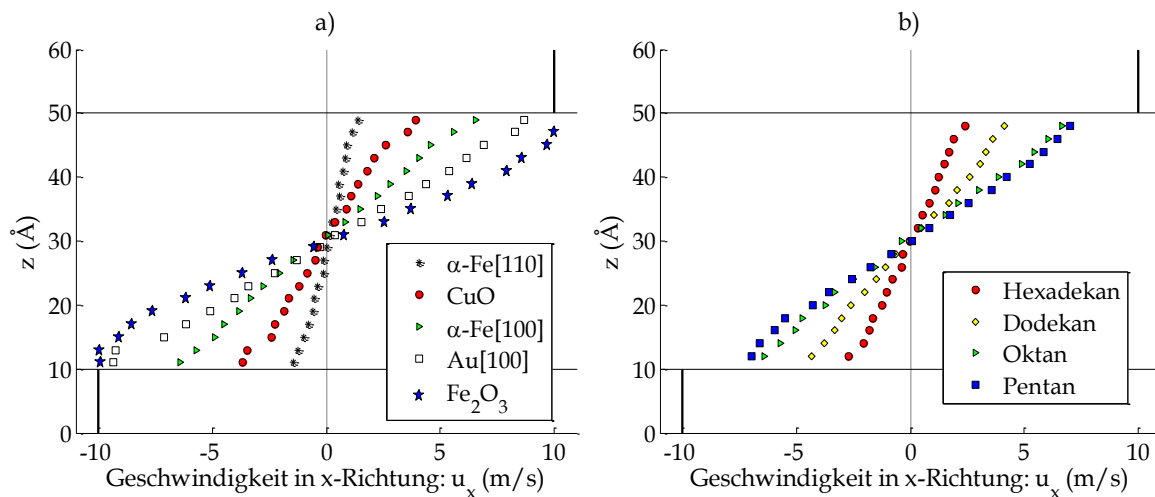 a)
60
50
40
30
20
10
0
z (Å)
-10
-5
0
5
10
Geschwindigkeit in x-Richtung: u_x (m/s)
α-Fe[110]
CuO
α-Fe[100]
Au[100]
Fe₂O₃
b)
60
50
40
30
20
10
0
z (Å)
-10
-5
0
5
10
Geschwindigkeit in x-Richtung: u_x (m/s)
Hexadekan
Dodekan
Oktan
Pentan